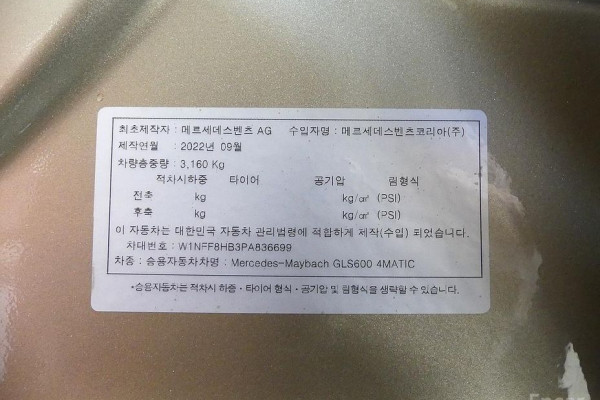 최초제작자 : 메르세데스벤츠 AG 수입자명 : 메르세데스벤츠코리아(주)
제작연월 : 2022년 09월
차량총중량 : 3,160 Kg
적차시하중 타이어 공기압 림형식
전축 kg kg/㎠ (PSI)
후축 kg kg/㎠ (PSI)
이 자동차는 대한민국 자동차 관리법령에 적합하게 제작(수입) 되었습니다.
차대번호 : W1NFF8HB3PA836699
차종 : 승용자동차차명 : Mercedes-Maybach GLS600 4MATIC
•승용자동차는 적차시 하중 · 타이어 형식 · 공기압 및 림형식을 생략할 수 있습니다.